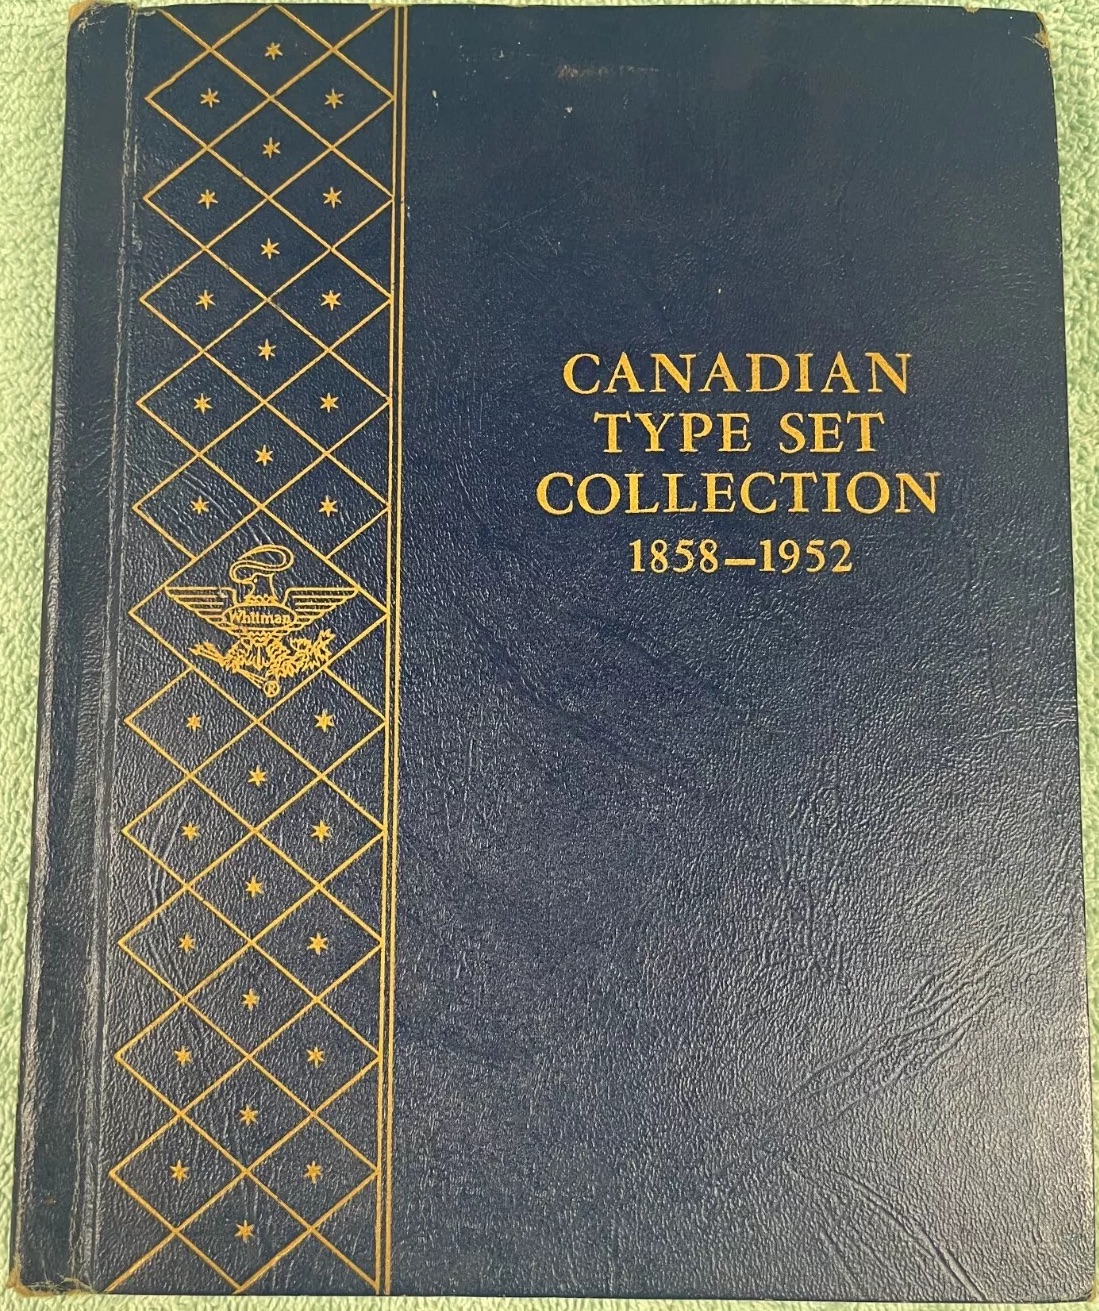 CANADIAN
TYPE SET
COLLECTION
1858–1952
Whitman
®